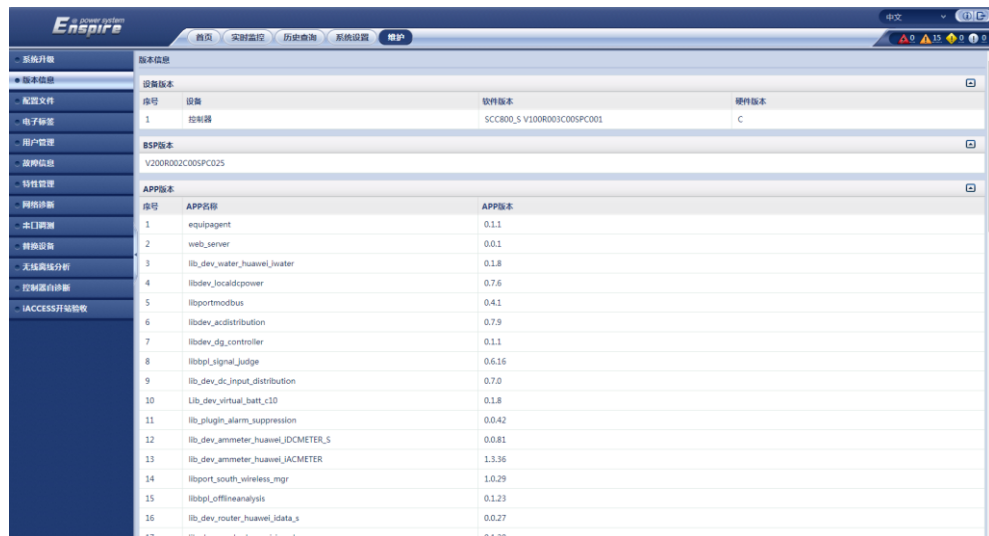 e power system
Enspire
中文
首页 实时监控 历史查询 系统设置 维护
0 15 0 0
系统升级
版本信息
配置文件
电子标签
用户管理
故障信息
特性管理
网络诊断
串口调测
替换设备
无线离线分析
控制器自诊断
iACCESS开站验收
版本信息
设备版本
序号 设备 软件版本 硬件版本
1 控制器 SCC800_S V100R003C00SPC001 C
BSP版本
V200R002C00SPC025
APP版本
序号 APP名称 APP版本
1 equipagent 0.1.1
2 web_server 0.0.1
3 lib_dev_water_huawei_iwater 0.1.8
4 libdev_localdcpower 0.7.6
5 libportmodbus 0.4.1
6 libdev_acdistribution 0.7.9
7 libdev_dg_controller 0.1.1
8 libbpl_signal_judge 0.6.16
9 lib_dev_dc_input_distribution 0.7.0
10 Lib_dev_virtual_batt_c10 0.1.8
11 lib_plugin_alarm_suppression 0.0.42
12 lib_dev_ammeter_huawei_iDCMETER_S 0.0.81
13 lib_dev_ammeter_huawei_iACMETER 1.3.36
14 libport_south_wireless_mgr 1.0.29
15 libbpl_offlineanalysis 0.1.23
16 lib_dev_router_huawei_idata_s 0.0.27